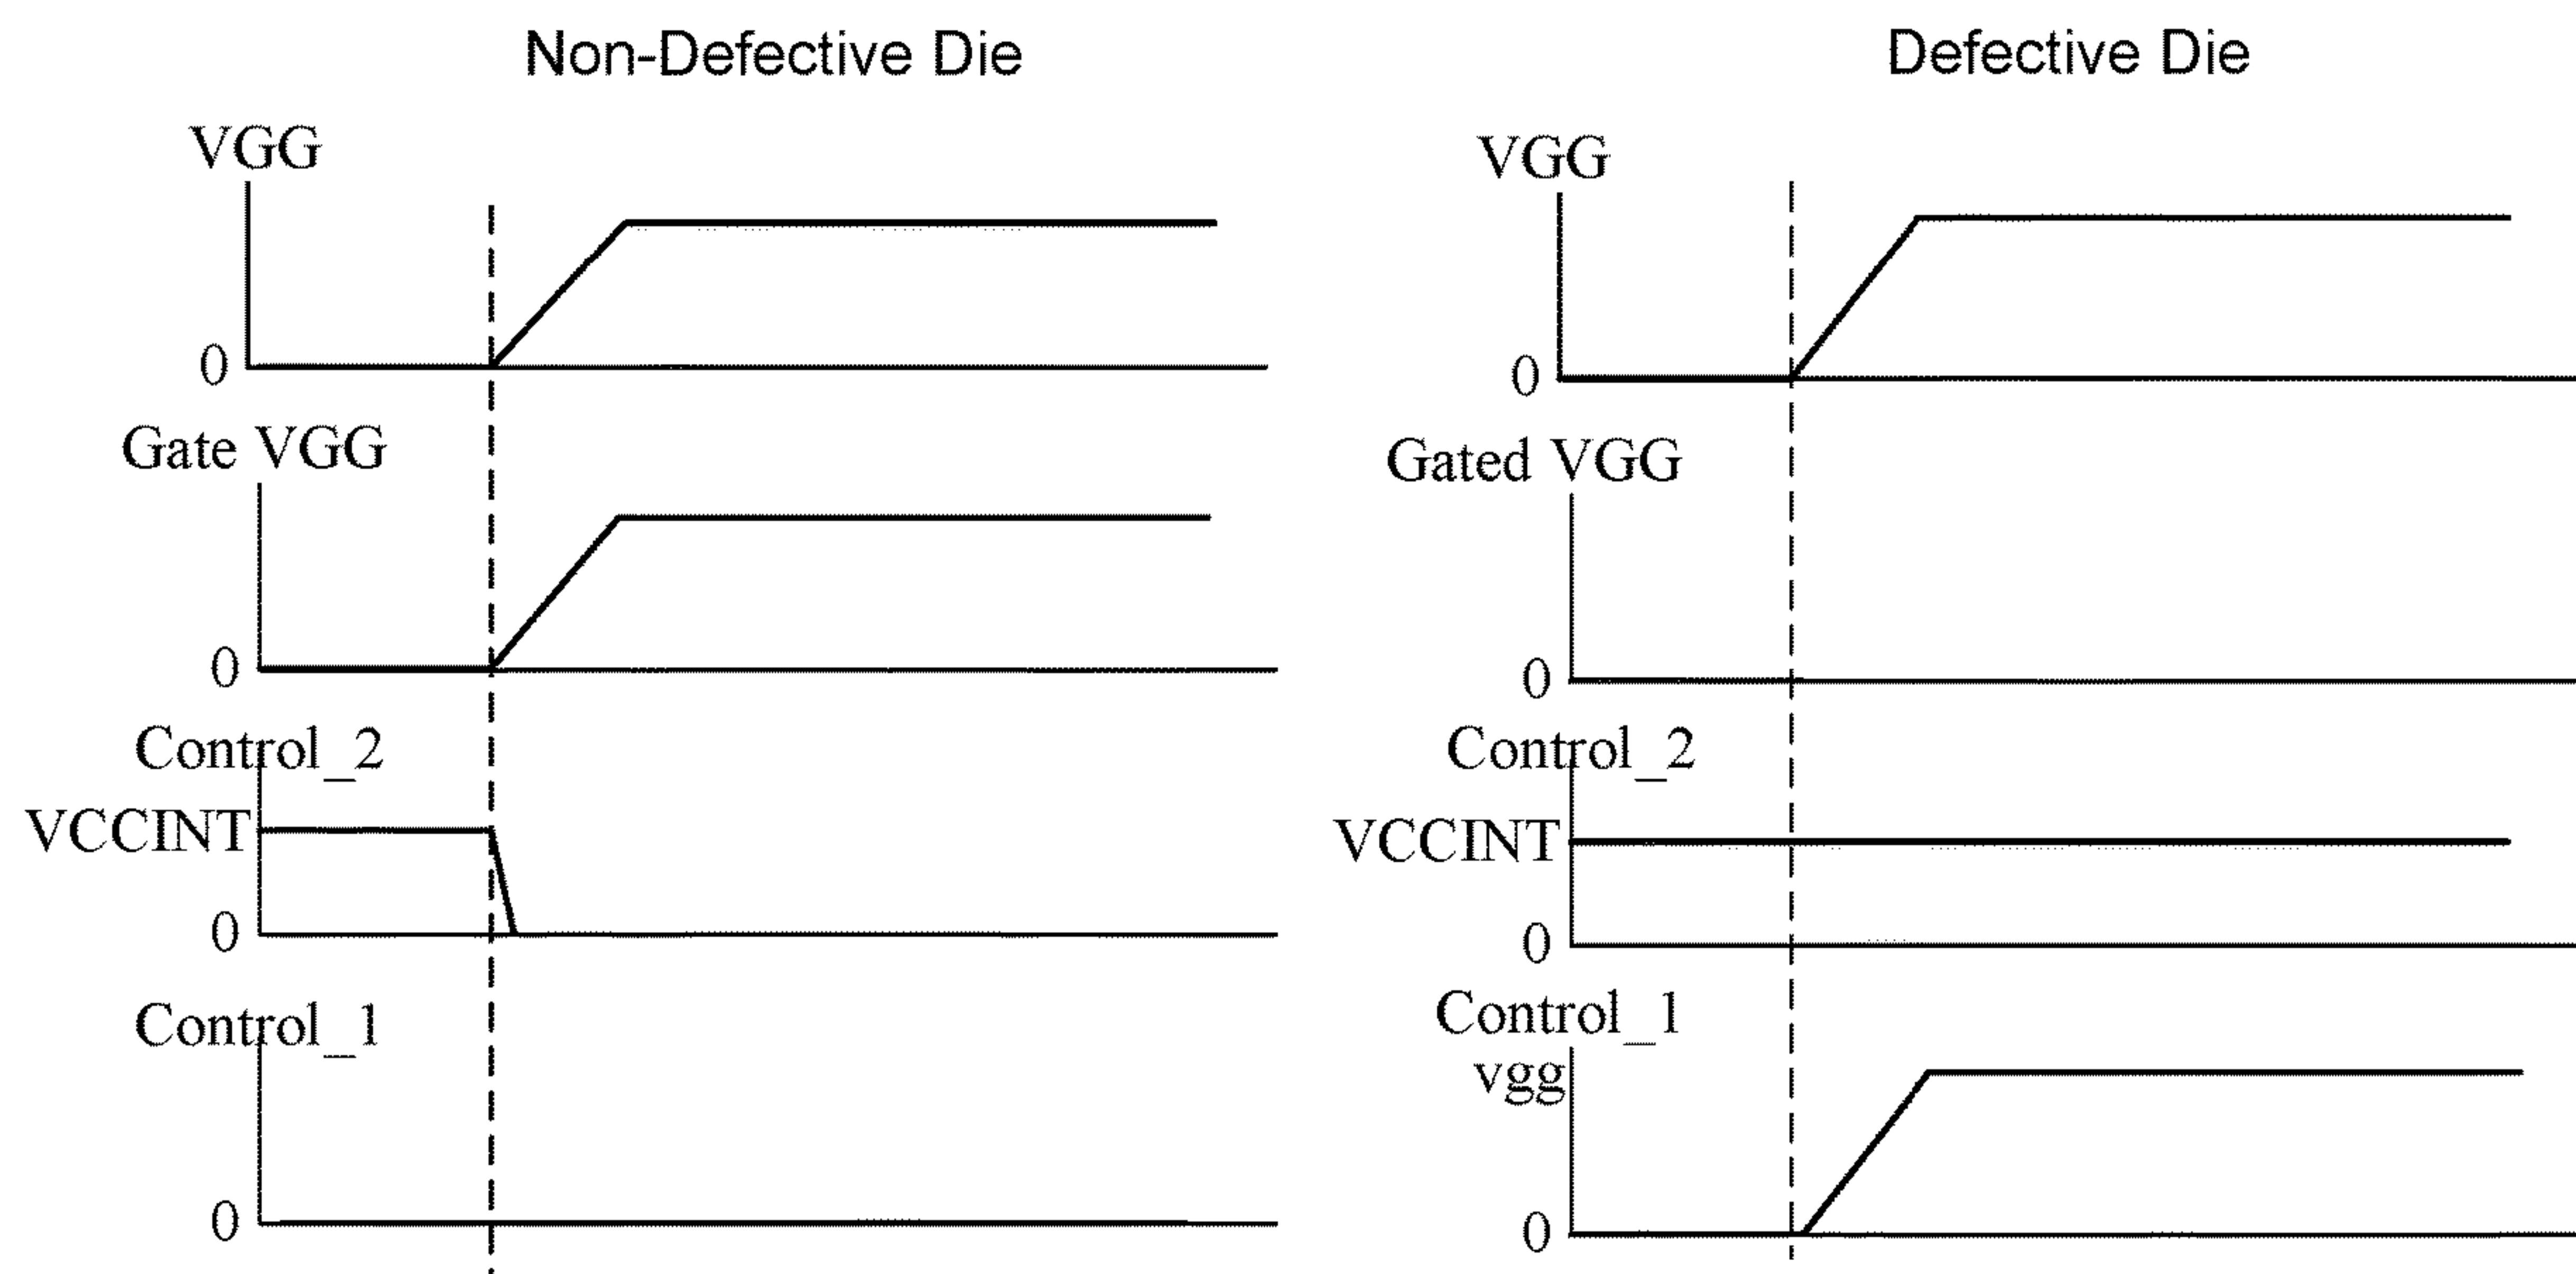 Non-Defective Die
VGG
0
Gate VGG
0
Control_2
VCCINT
0
Control_1
0
Defective Die
VGG
0
Gated VGG
0
Control_2
VCCINT
0
Control_1
vgg
0